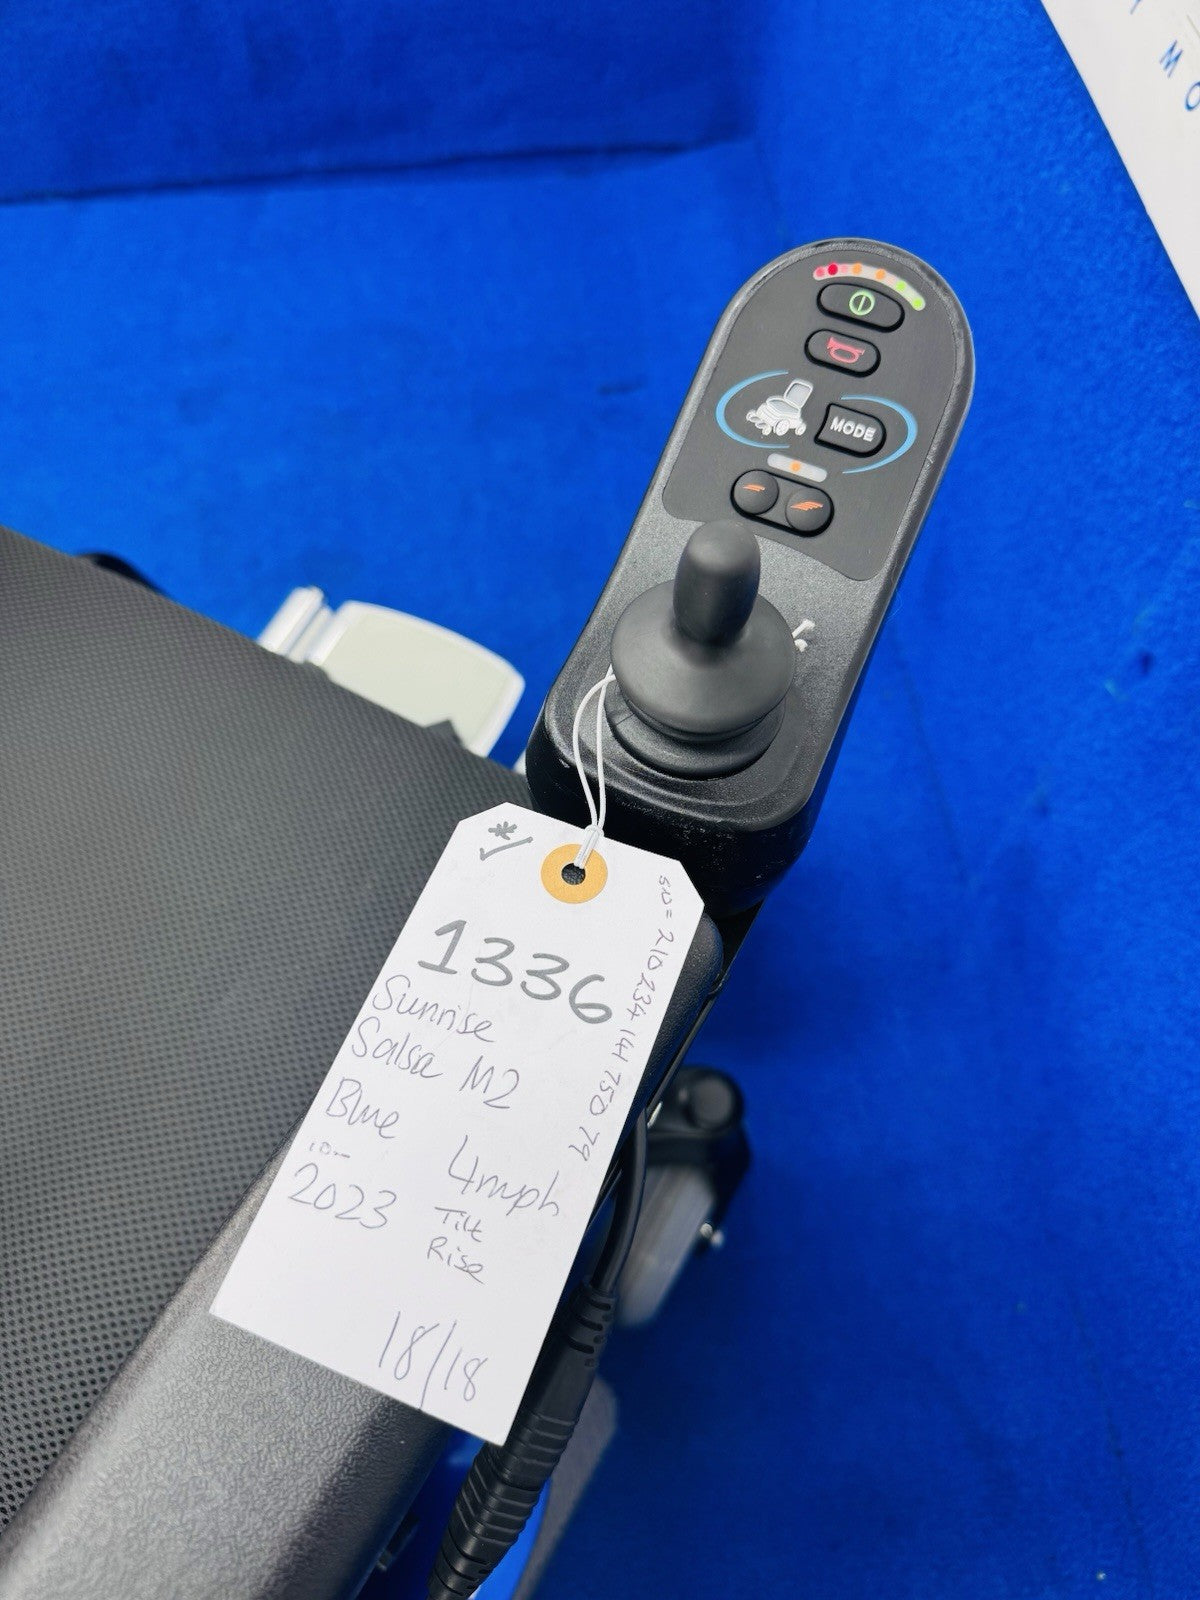 MODE
1336
Sunrise
Salsa M2
Blue
4mph
2023
Tilt
Rise
18/18